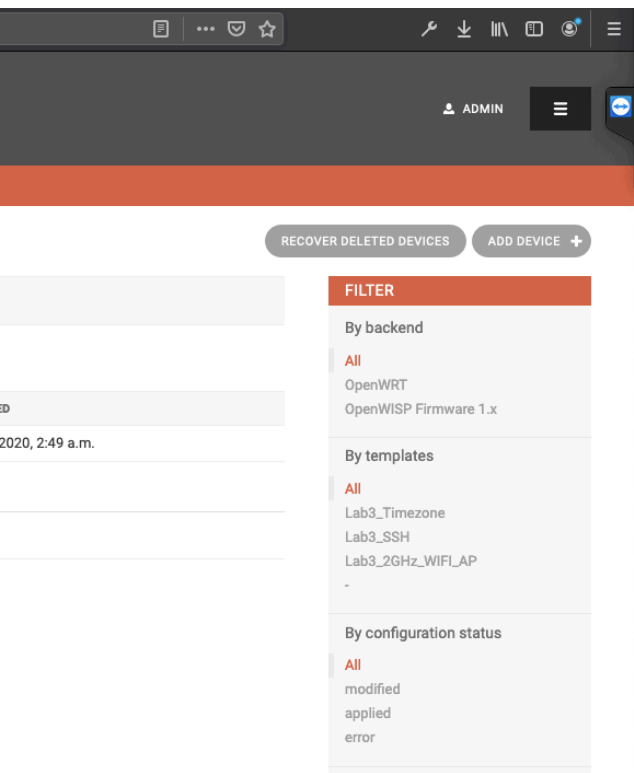 ADMIN
RECOVER DELETED DEVICES
ADD DEVICE +
FILTER
By backend
All
OpenWRT
OpenWISP Firmware 1.x
ED
2020, 2:49 a.m.
By templates
All
Lab3_Timezone
Lab3_SSH
Lab3_2GHz_WIFI_AP
-
By configuration status
All
modified
applied
error